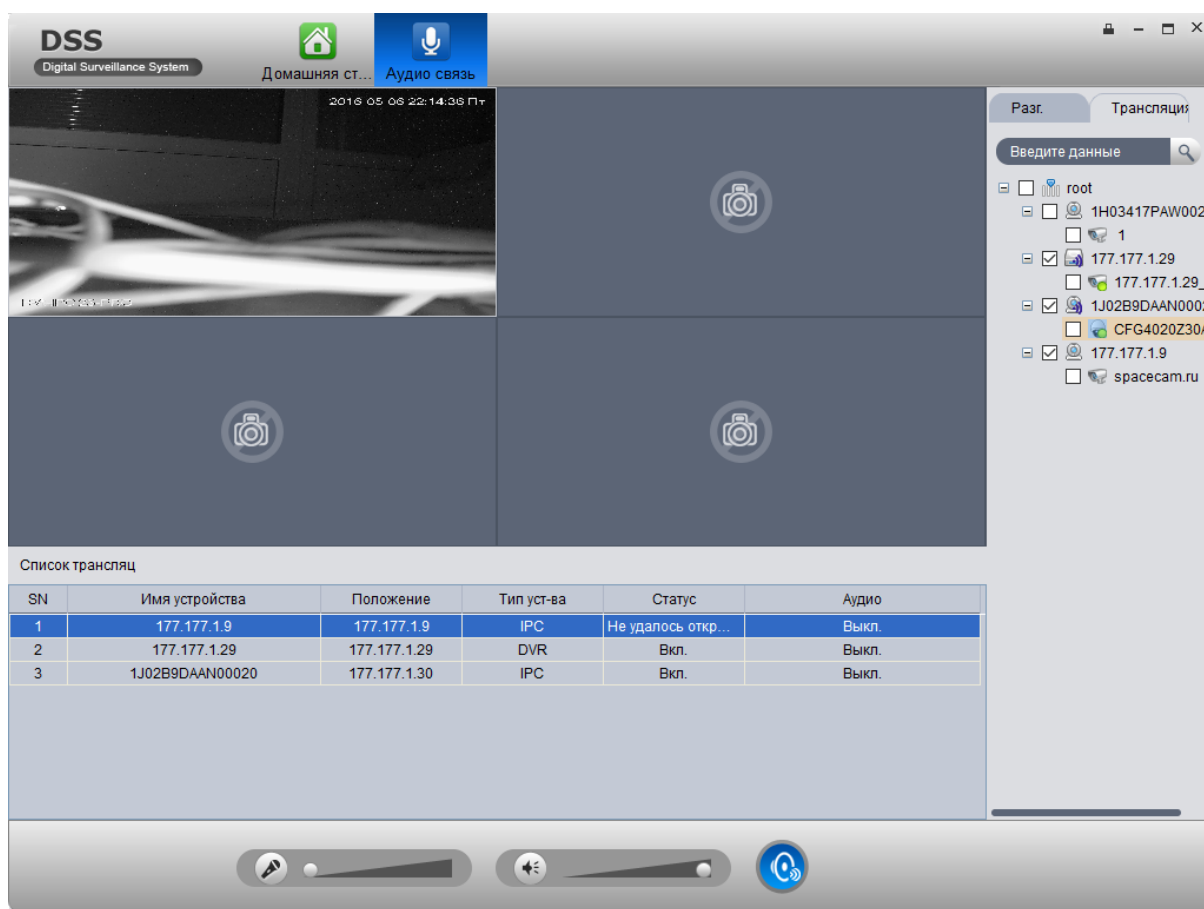 DSS
Digital Surveillance System
Домашняя ст...
Аудио связь
2016 05 06 22:14:36 Пт
Разг.
Трансляция
Введите данные
root
1H03417PAW002
1
177.177.1.29
177.177.1.29_
1J02B9DAAN0002
CFG4020Z30A
177.177.1.9
spacecam.ru
Список трансляц
SN Имя устройства Положение Тип уст-ва Статус Аудио
1 177.177.1.9 177.177.1.9 IPC Не удалось откр... Выкл.
2 177.177.1.29 177.177.1.29 DVR Вкл. Выкл.
3 1J02B9DAAN00020 177.177.1.30 IPC Вкл. Выкл.